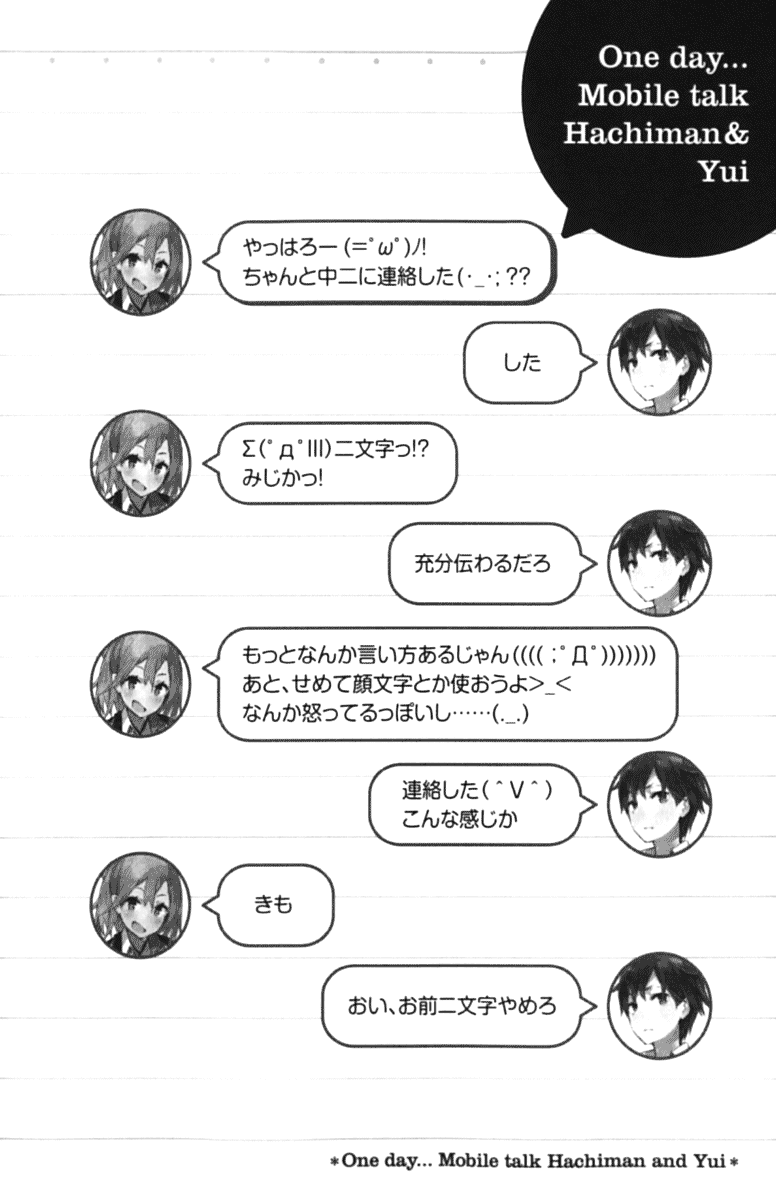 One day...
Mobile talk
Hachiman&
Yui
やっはろー (=ﾟωﾟ)ﾉ!
ちゃんと中二に連絡した(･_･; ??
した
Σ(ﾟдﾟlll)二文字っ!?
みじかっ!
充分伝わるだろ
もっとなんか言い方あるじゃん(((( ;ﾟДﾟ)))))))
あと、せめて顔文字とか使おうよ＞_＜
なんか怒ってるっぽいし……(._.)
連絡した(＾V＾)
こんな感じか
きも
おい、お前二文字やめろ
*One day... Mobile talk Hachiman and Yui*